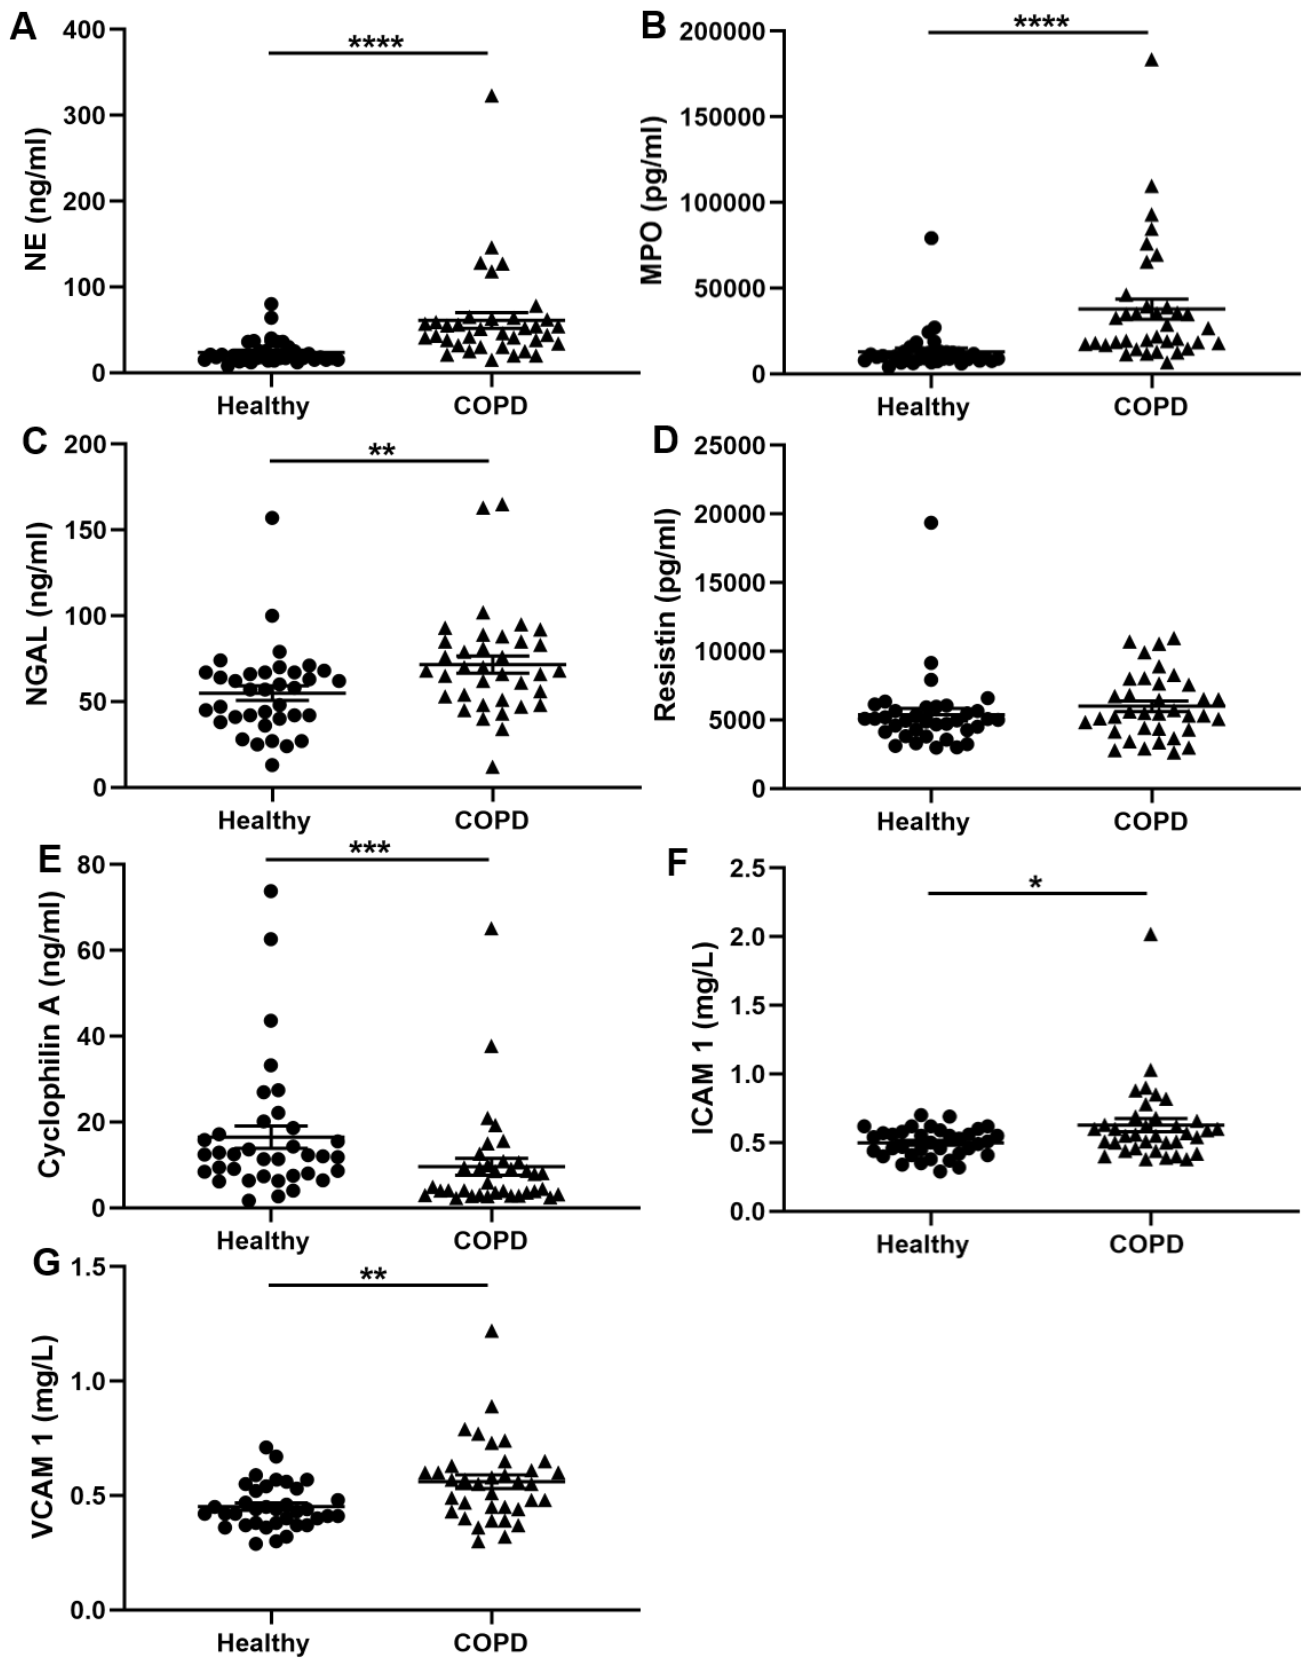 A
NE (ng/ml)
400
300
200
100
0
****
Healthy
COPD
B
MPO (pg/ml)
200000
150000
100000
50000
0
****
Healthy
COPD
C
NGAL (ng/ml)
200
150
100
50
0
**
Healthy
COPD
D
Resistin (pg/ml)
25000
20000
15000
10000
5000
0
Healthy
COPD
E
Cyclophilin A (ng/ml)
80
60
40
20
0
***
Healthy
COPD
F
ICAM 1 (mg/L)
2.5
2.0
1.5
1.0
0.5
0.0
*
Healthy
COPD
G
VCAM 1 (mg/L)
1.5
1.0
0.5
0.0
**
Healthy
COPD